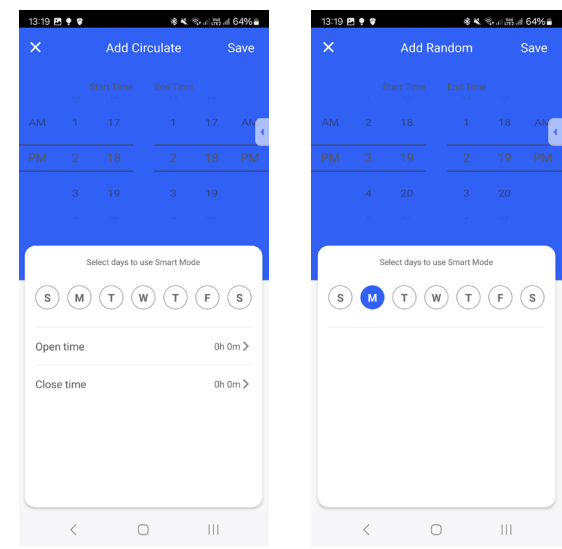 13:19 64%
Add Circulate Save
Start Time End Time
AM 1 17 1 17 AM
PM 2 18 2 18 PM
3 19 3 19
Select days to use Smart Mode
S M T W T F S
Open time 0h 0m
Close time 0h 0m
13:19 64%
Add Random Save
Start Time End Time
AM 2 18 1 18 AM
PM 3 19 2 19 PM
4 20 3 20
Select days to use Smart Mode
S M T W T F S